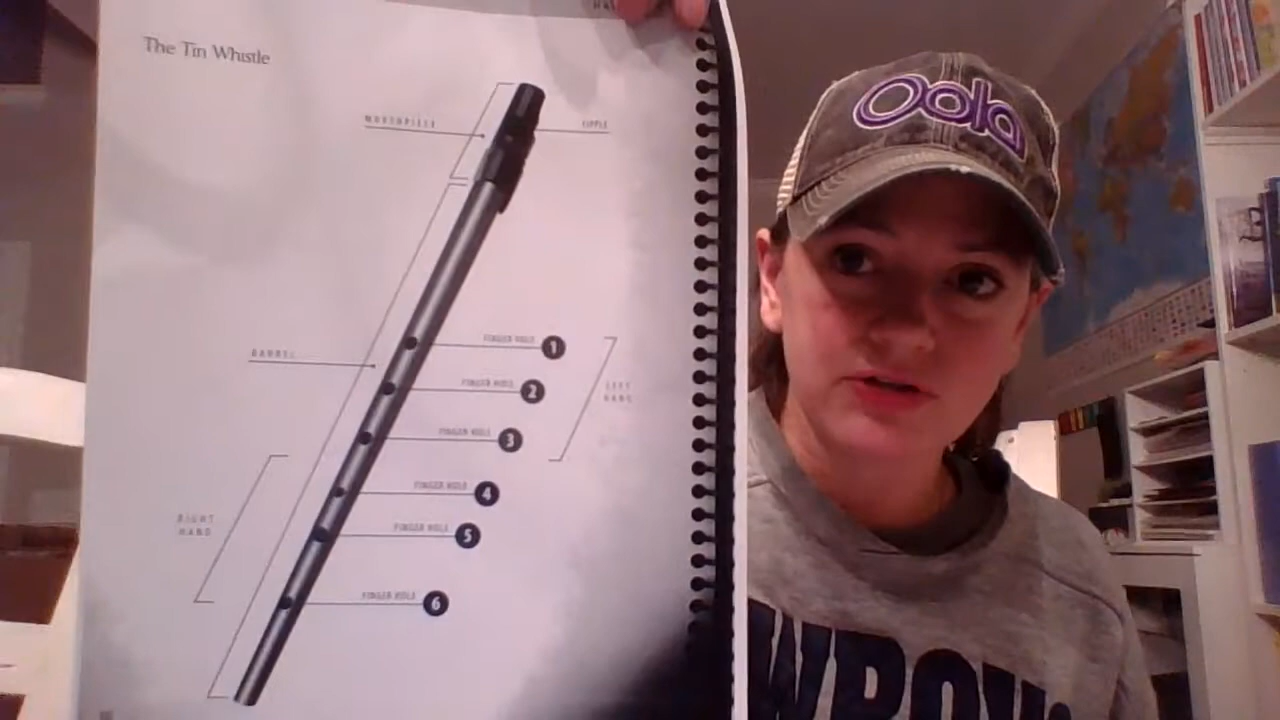 The Tin Whistle
MOUTHPIECE
FIPPLE
FINGER HOLE 1
BARREL
FINGER HOLE 2
LEFT
HAND
FINGER HOLE 3
FINGER HOLE 4
RIGHT
HAND
FINGER HOLE 5
FINGER HOLE 6
Oola